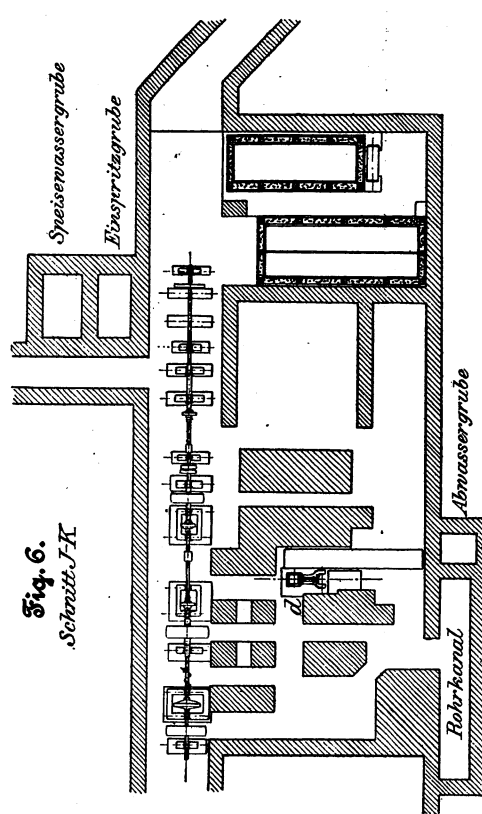 Fig. 6.
Schnitt J-K
Speisewassergrube
Einspritzgrube
d
Abwassergrube
Rohrkanal